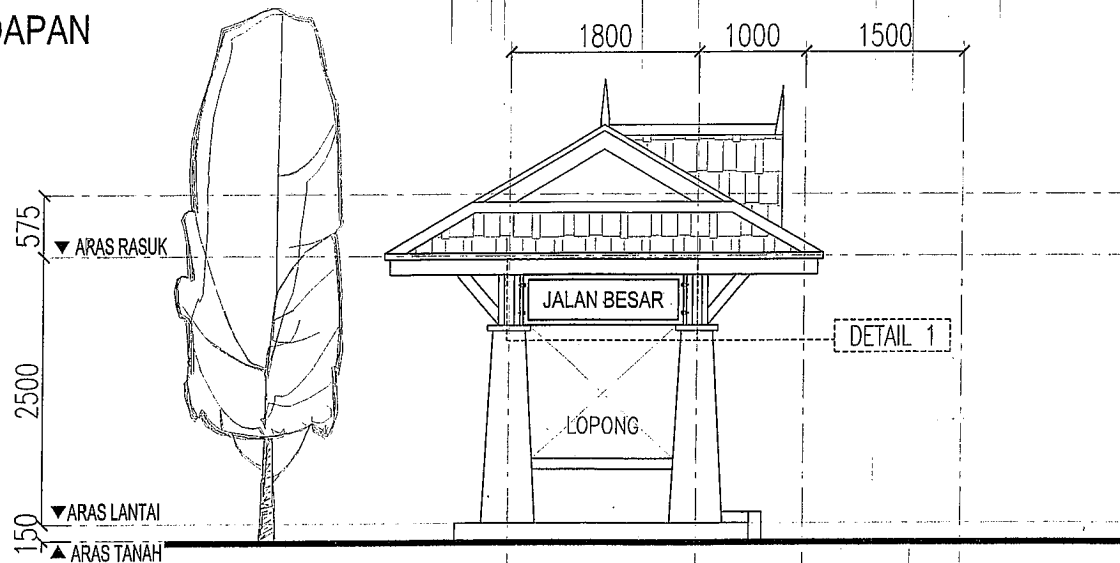 DAPAN
1800 1000 1500
575
▼ ARAS RASUK
JALAN BESAR
DETAIL 1
2500
LOPONG
▼ARAS LANTAI
150
▲ ARAS TANAH